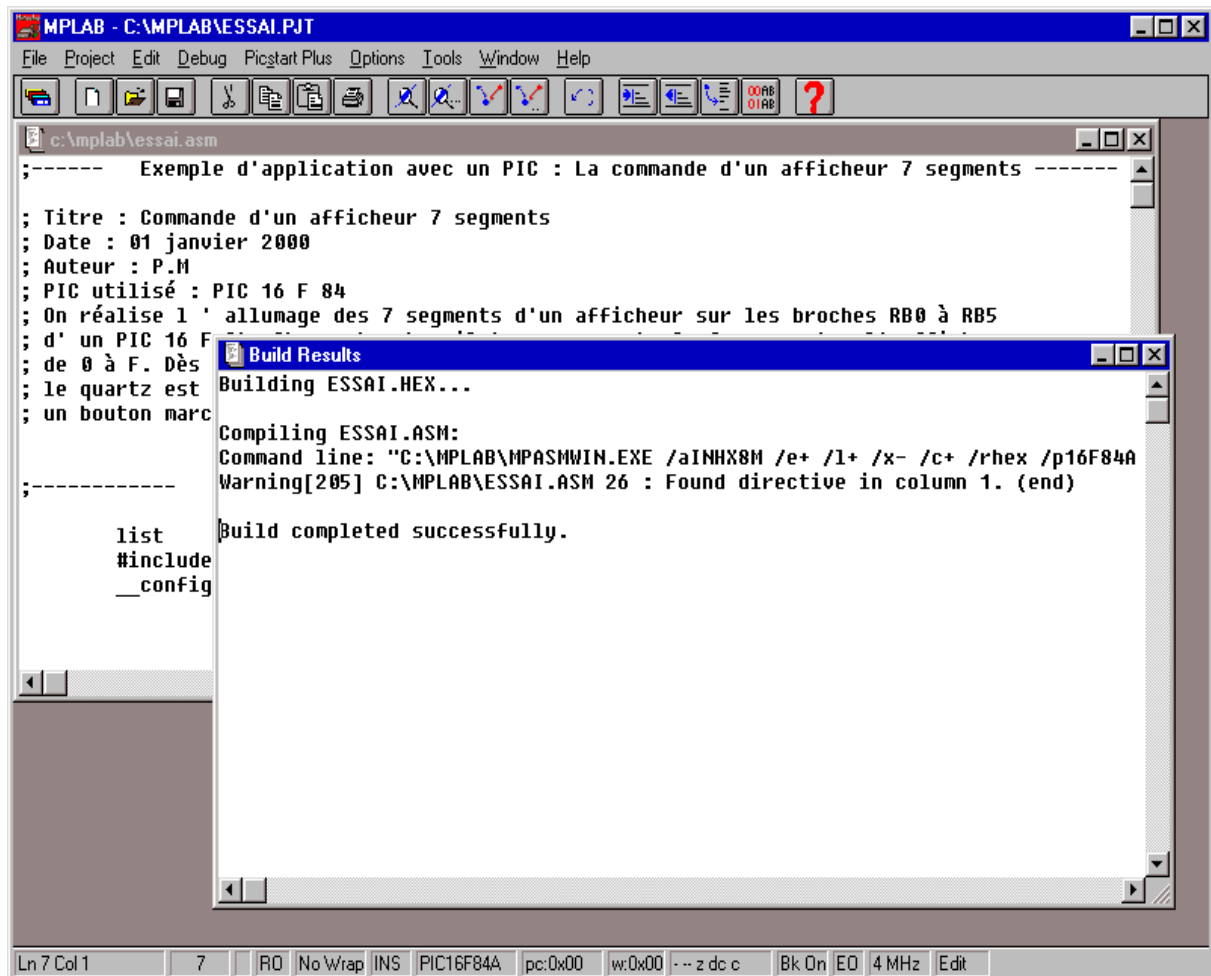 MPLAB - C:\MPLAB\ESSAI.PJT
File Project Edit Debug Picstart Plus Options Tools Window Help
00AB
01AB
?
c:\mplab\essai.asm
;------ Exemple d'application avec un PIC : La commande d'un afficheur 7 segments -------
; Titre : Commande d'un afficheur 7 segments
; Date : 01 janvier 2000
; Auteur : P.M
; PIC utilisé : PIC 16 F 84
; On réalise l ' allumage des 7 segments d'un afficheur sur les broches RB0 à RB5
; d' un PIC 16 F
; de 0 à F. Dès
; le quartz est
; un bouton marc
;------------
list
#include
__config
Build Results
Building ESSAI.HEX...
Compiling ESSAI.ASM:
Command line: "C:\MPLAB\MPASMWIN.EXE /aINHX8M /e+ /l+ /x- /c+ /rhex /p16F84A
Warning[205] C:\MPLAB\ESSAI.ASM 26 : Found directive in column 1. (end)
Build completed successfully.
Ln 7 Col 1 7 RO No Wrap INS PIC16F84A pc:0x00 w:0x00 - -- z dc c Bk On EO 4 MHz Edit